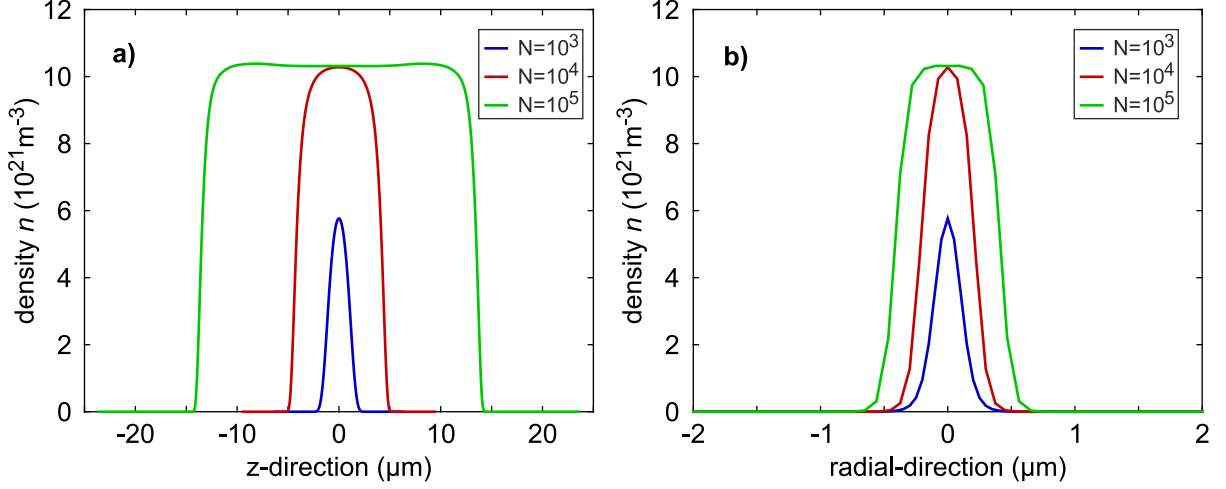 a)
density n (10²¹m⁻³)
12
10
8
6
4
2
0
-20 -10 0 10 20
z-direction (µm)
N=10³
N=10⁴
N=10⁵
b)
density n (10²¹m⁻³)
12
10
8
6
4
2
0
-2 -1 0 1 2
radial-direction (µm)
N=10³
N=10⁴
N=10⁵